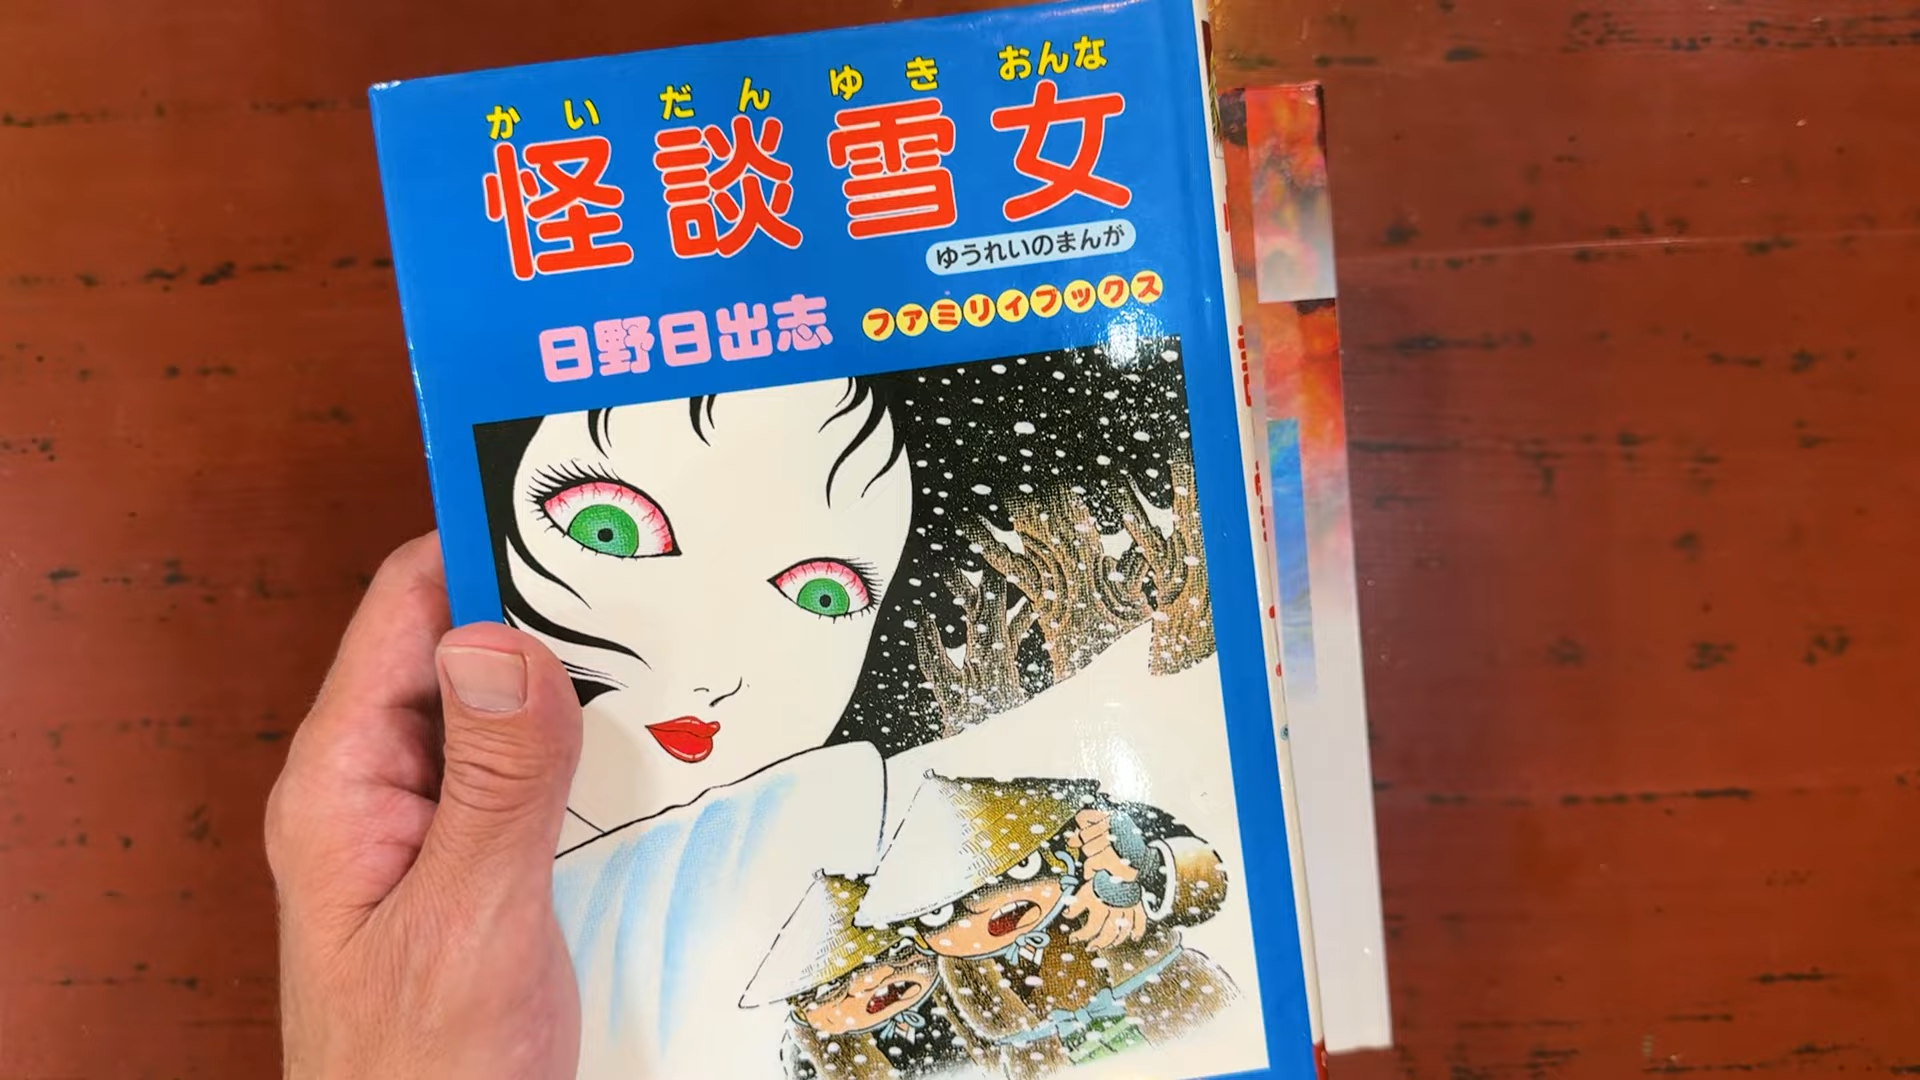 かいだんゆきおんな
怪談雪女
ゆうれいのまんが
日野日出志 ファミリィブックス